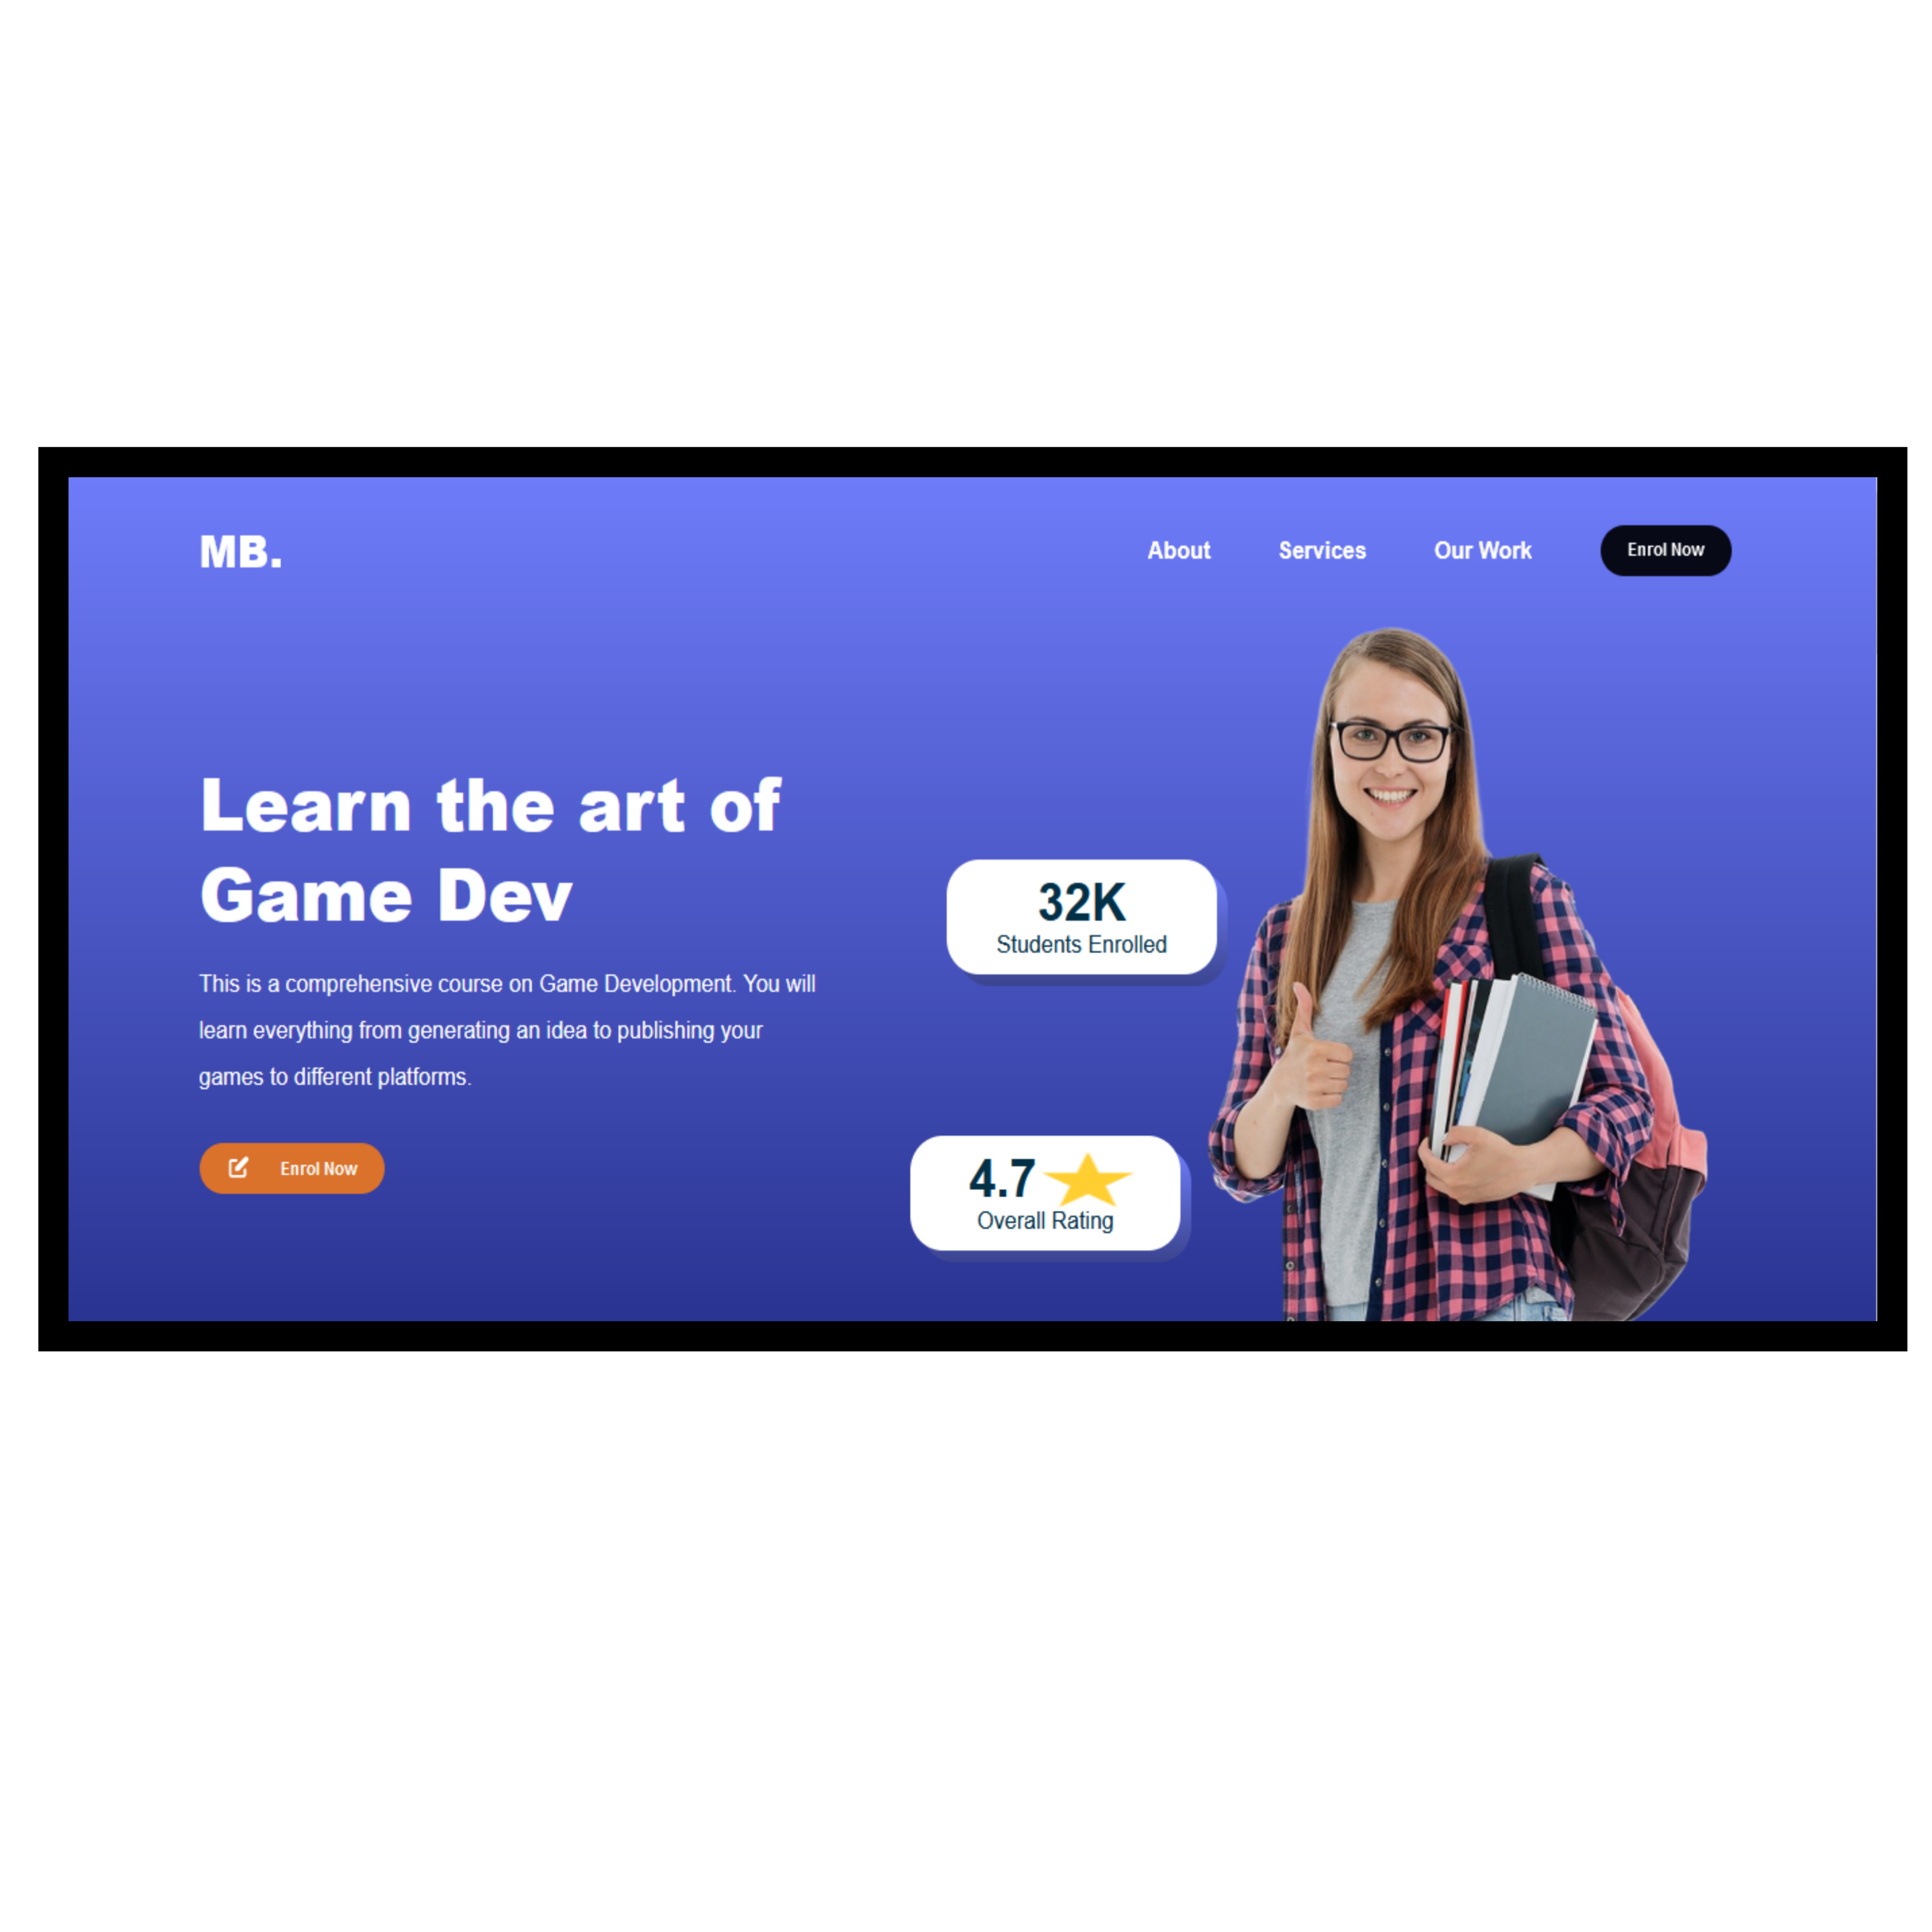 MB.
About
Services
Our Work
Enrol Now
Learn the art of
Game Dev
This is a comprehensive course on Game Development. You will
learn everything from generating an idea to publishing your
games to different platforms.
Enrol Now
32K
Students Enrolled
4.7
Overall Rating